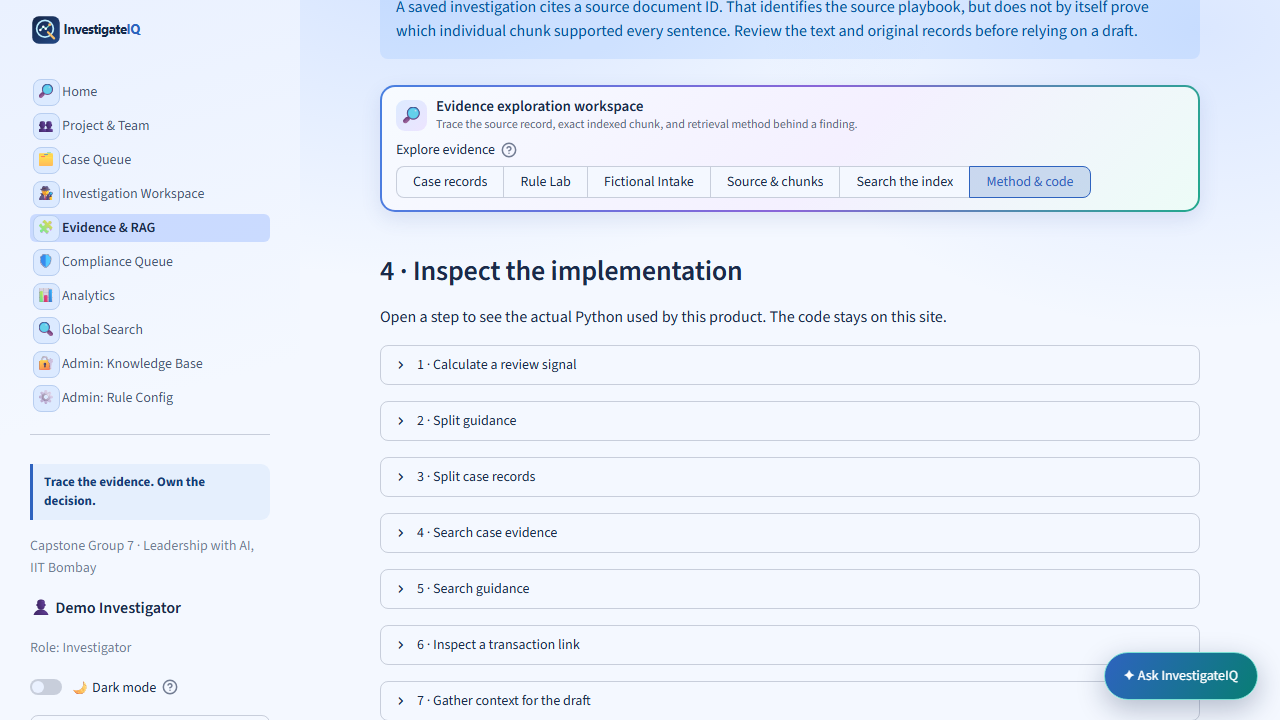 InvestigateIQ
Home
Project & Team
Case Queue
Investigation Workspace
Evidence & RAG
Compliance Queue
Analytics
Global Search
Admin: Knowledge Base
Admin: Rule Config
Trace the evidence. Own the
decision.
Capstone Group 7 · Leadership with AI,
IIT Bombay
Demo Investigator
Role: Investigator
Dark mode
A saved investigation cites a source document ID. That identifies the source playbook, but does not by itself prove
which individual chunk supported every sentence. Review the text and original records before relying on a draft.
Evidence exploration workspace
Trace the source record, exact indexed chunk, and retrieval method behind a finding.
Explore evidence
Case records
Rule Lab
Fictional Intake
Source & chunks
Search the index
Method & code
4 · Inspect the implementation
Open a step to see the actual Python used by this product. The code stays on this site.
1 · Calculate a review signal
2 · Split guidance
3 · Split case records
4 · Search case evidence
5 · Search guidance
6 · Inspect a transaction link
7 · Gather context for the draft
✦ Ask InvestigateIQ